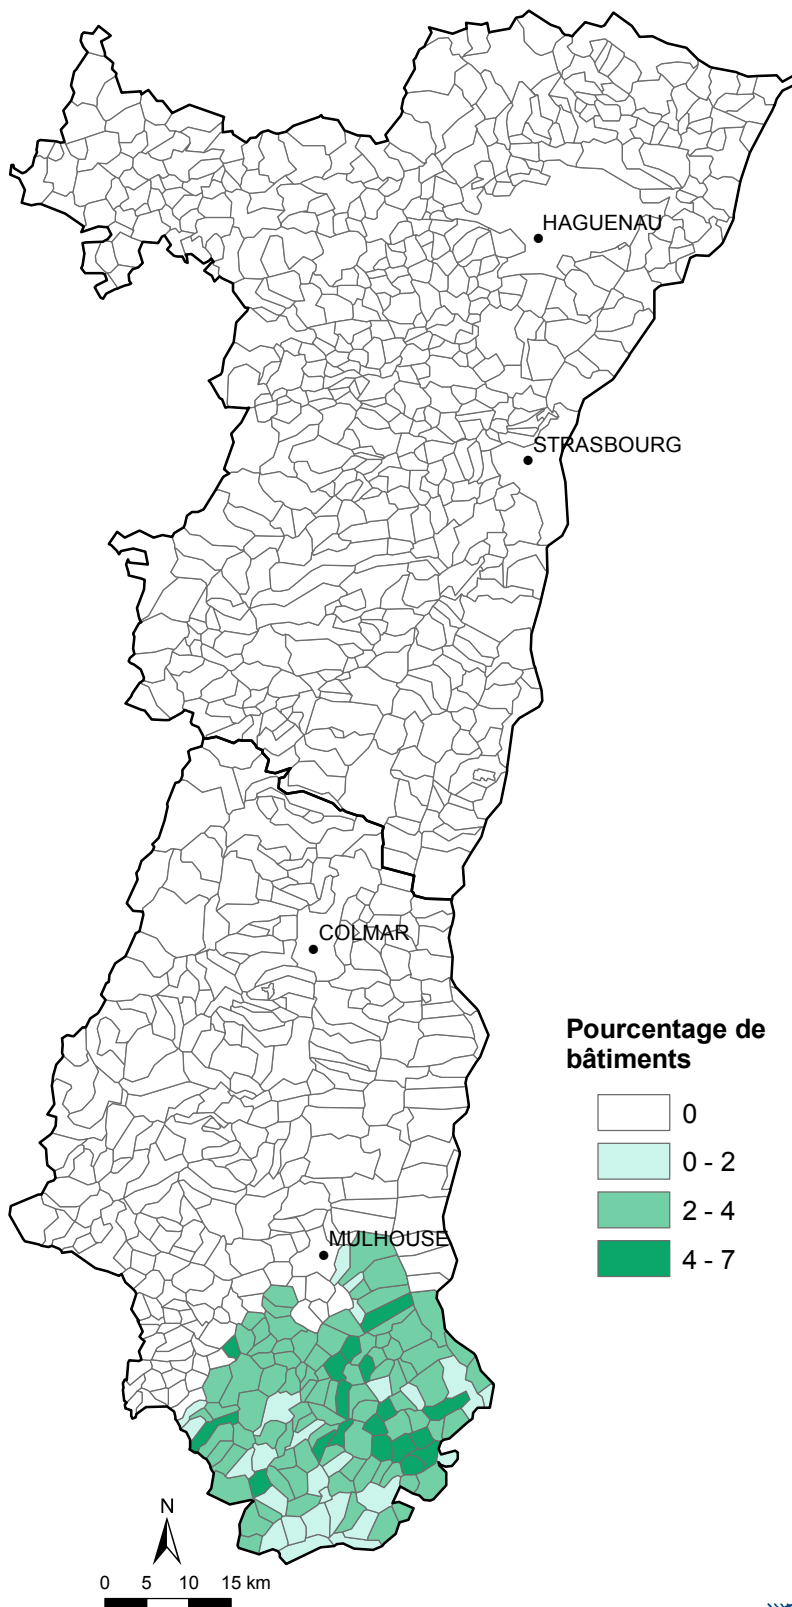 HAGUENAU
STRASBOURG
COLMAR
Pourcentage de
bâtiments
0
0 - 2
2 - 4
4 - 7
MULHOUSE
N
0 5 10 15 km